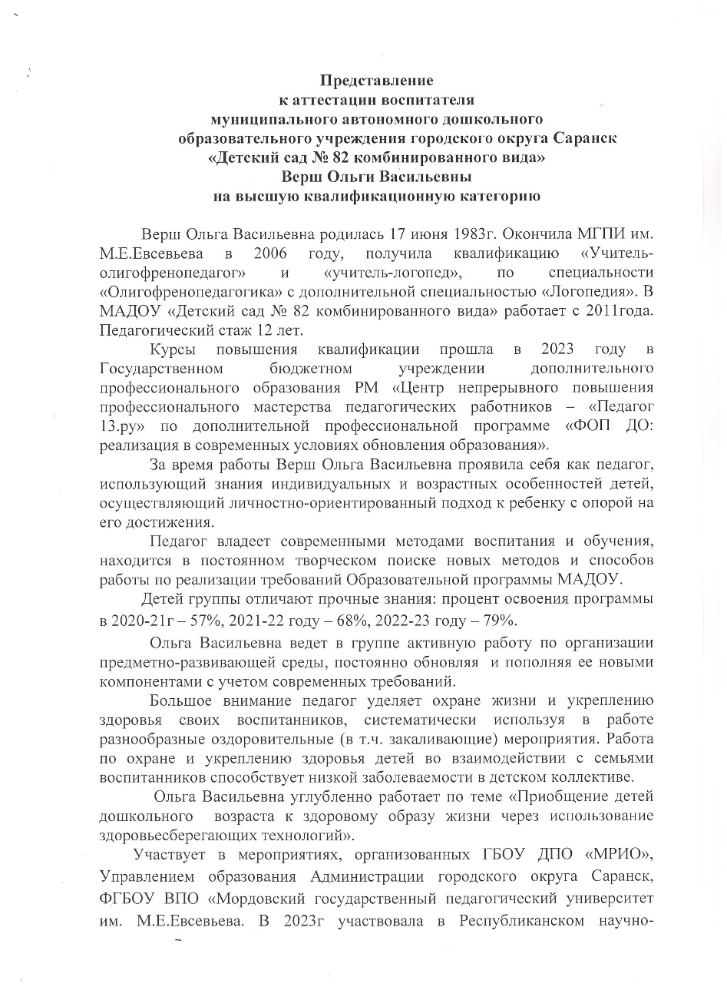 Представление
к аттестации воспитателя
муниципального автономного дошкольного
образовательного учреждения городского округа Саранск
«Детский сад № 82 комбинированного вида»
Верш Ольги Васильевны
на высшую квалификационную категорию
Верш Ольга Васильевна родилась 17 июня 1983г. Окончила МГПИ им.
М.Е.Евсевьева в 2006 году, получила квалификацию «Учитель-
олигофренопедагог» и «учитель-логопед», по специальности
«Олигофренопедагогика» с дополнительной специальностью «Логопедия». В
МАДОУ «Детский сад № 82 комбинированного вида» работает с 2011года.
Педагогический стаж 12 лет.
Курсы повышения квалификации прошла в 2023 году в
Государственном бюджетном учреждении дополнительного
профессионального образования РМ «Центр непрерывного повышения
профессионального мастерства педагогических работников – «Педагог
13.ру» по дополнительной профессиональной программе «ФОП ДО:
реализация в современных условиях обновления образования».
За время работы Верш Ольга Васильевна проявила себя как педагог,
использующий знания индивидуальных и возрастных особенностей детей,
осуществляющий личностно-ориентированный подход к ребенку с опорой на
его достижения.
Педагог владеет современными методами воспитания и обучения,
находится в постоянном творческом поиске новых методов и способов
работы по реализации требований Образовательной программы МАДОУ.
Детей группы отличают прочные знания: процент освоения программы
в 2020-21г – 57%, 2021-22 году – 68%, 2022-23 году – 79%.
Ольга Васильевна ведет в группе активную работу по организации
предметно-развивающей среды, постоянно обновляя и пополняя ее новыми
компонентами с учетом современных требований.
Большое внимание педагог уделяет охране жизни и укреплению
здоровья своих воспитанников, систематически используя в работе
разнообразные оздоровительные (в т.ч. закаливающие) мероприятия. Работа
по охране и укреплению здоровья детей во взаимодействии с семьями
воспитанников способствует низкой заболеваемости в детском коллективе.
Ольга Васильевна углубленно работает по теме «Приобщение детей
дошкольного возраста к здоровому образу жизни через использование
здоровьесберегающих технологий».
Участвует в мероприятиях, организованных ГБОУ ДПО «МРИО»,
Управлением образования Администрации городского округа Саранск,
ФГБОУ ВПО «Мордовский государственный педагогический университет
им. М.Е.Евсевьева. В 2023г участвовала в Республиканском научно-